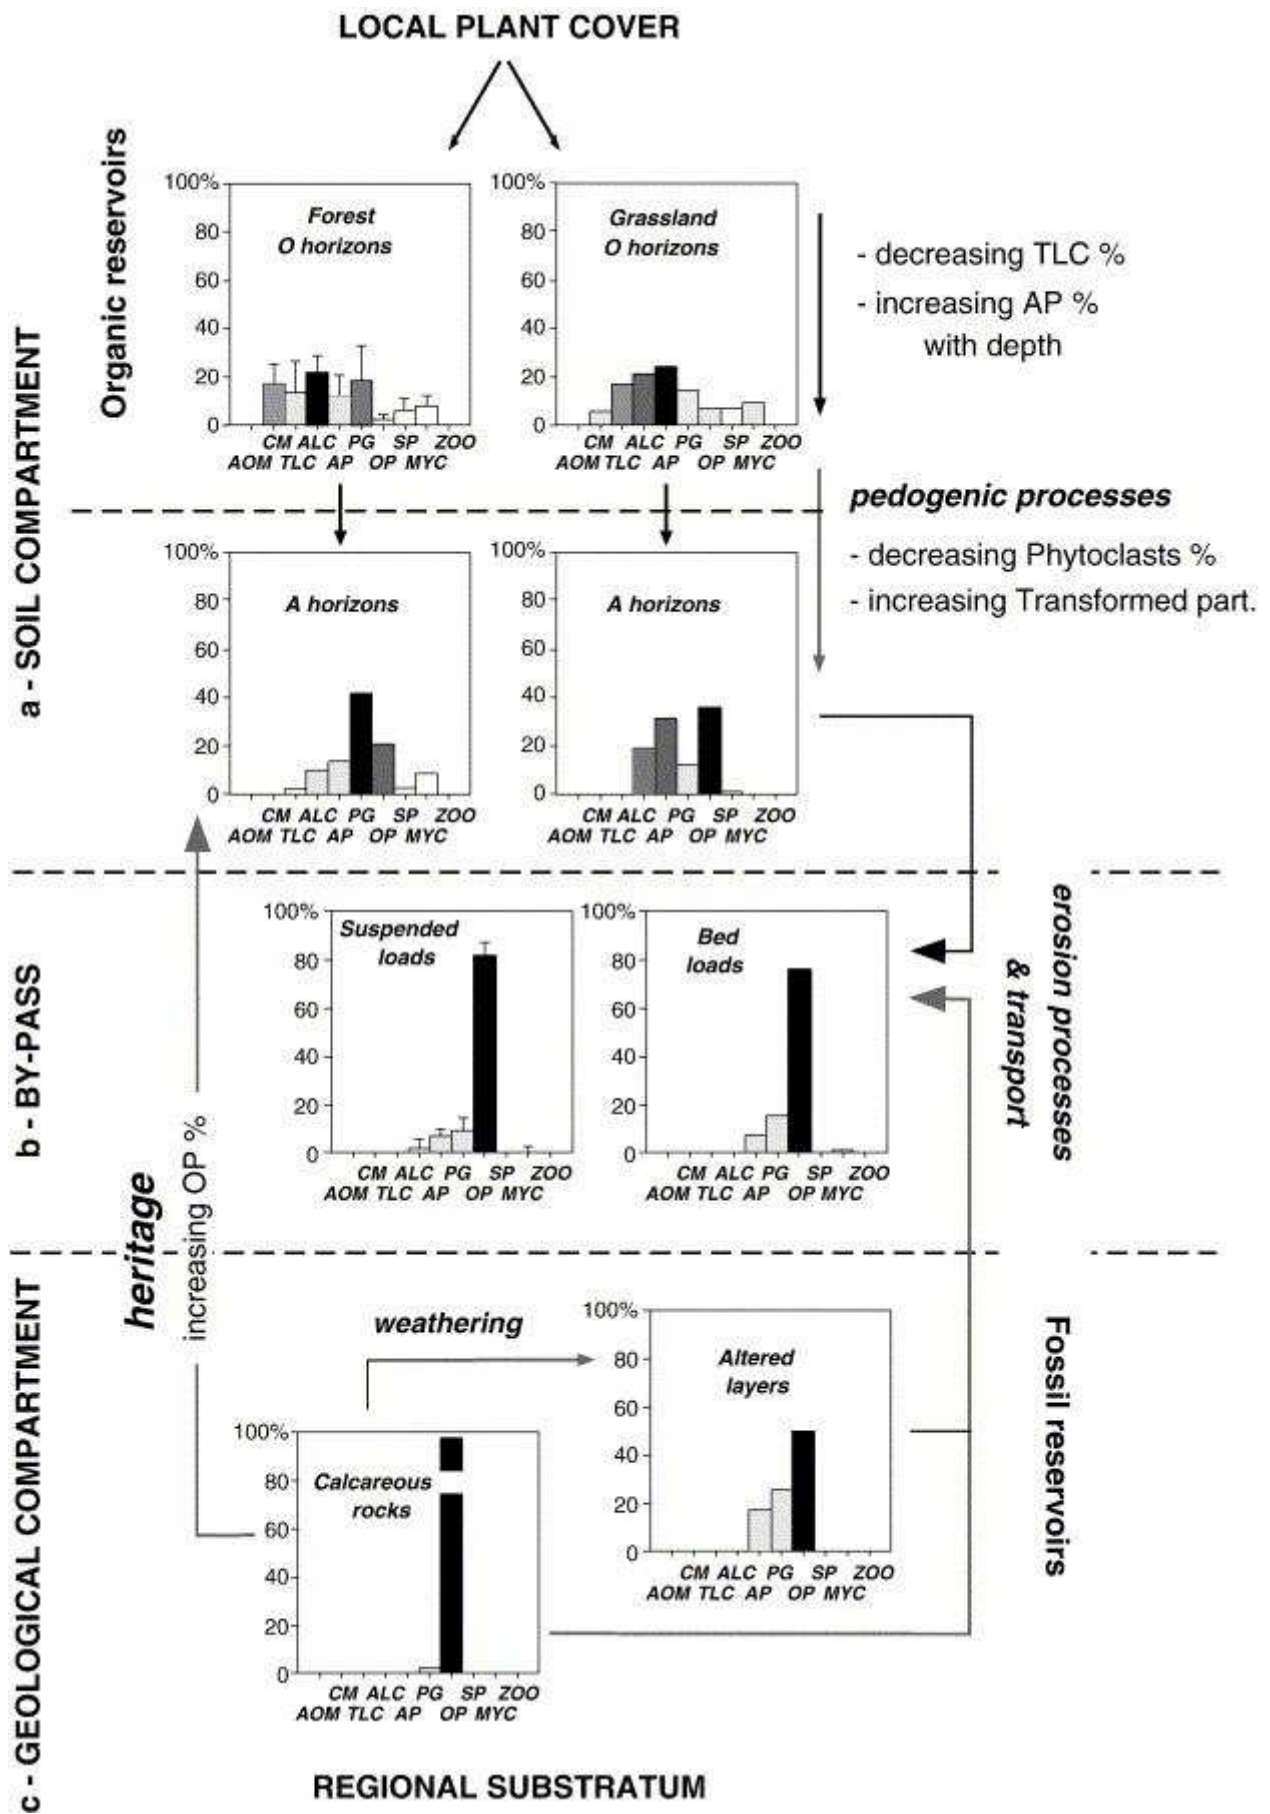 LOCAL PLANT COVER
Organic reservoirs
a - SOIL COMPARTMENT
100%
80
60
40
20
0
Forest
O horizons
CM ALC PG SP ZOO
AOM TLC AP OP MYC
100%
80
60
40
20
0
Grassland
O horizons
CM ALC PG SP ZOO
AOM TLC AP OP MYC
- decreasing TLC %
- increasing AP %
with depth
pedogenic processes
- decreasing Phytoclasts %
- increasing Transformed part.
100%
80
60
40
20
0
A horizons
CM ALC PG SP ZOO
AOM TLC AP OP MYC
100%
80
60
40
20
0
A horizons
CM ALC PG SP ZOO
AOM TLC AP OP MYC
b - BY-PASS
100%
80
60
40
20
0
Suspended
loads
CM ALC PG SP ZOO
AOM TLC AP OP MYC
100%
80
60
40
20
0
Bed
loads
CM ALC PG SP ZOO
AOM TLC AP OP MYC
erosion processes
& transport
heritage
increasing OP %
c - GEOLOGICAL COMPARTMENT
weathering
100%
80
60
40
20
0
Altered
layers
CM ALC PG SP ZOO
AOM TLC AP OP MYC
Fossil reservoirs
100%
80
60
40
20
0
Calcareous
rocks
CM ALC PG SP ZOO
AOM TLC AP OP MYC
REGIONAL SUBSTRATUM